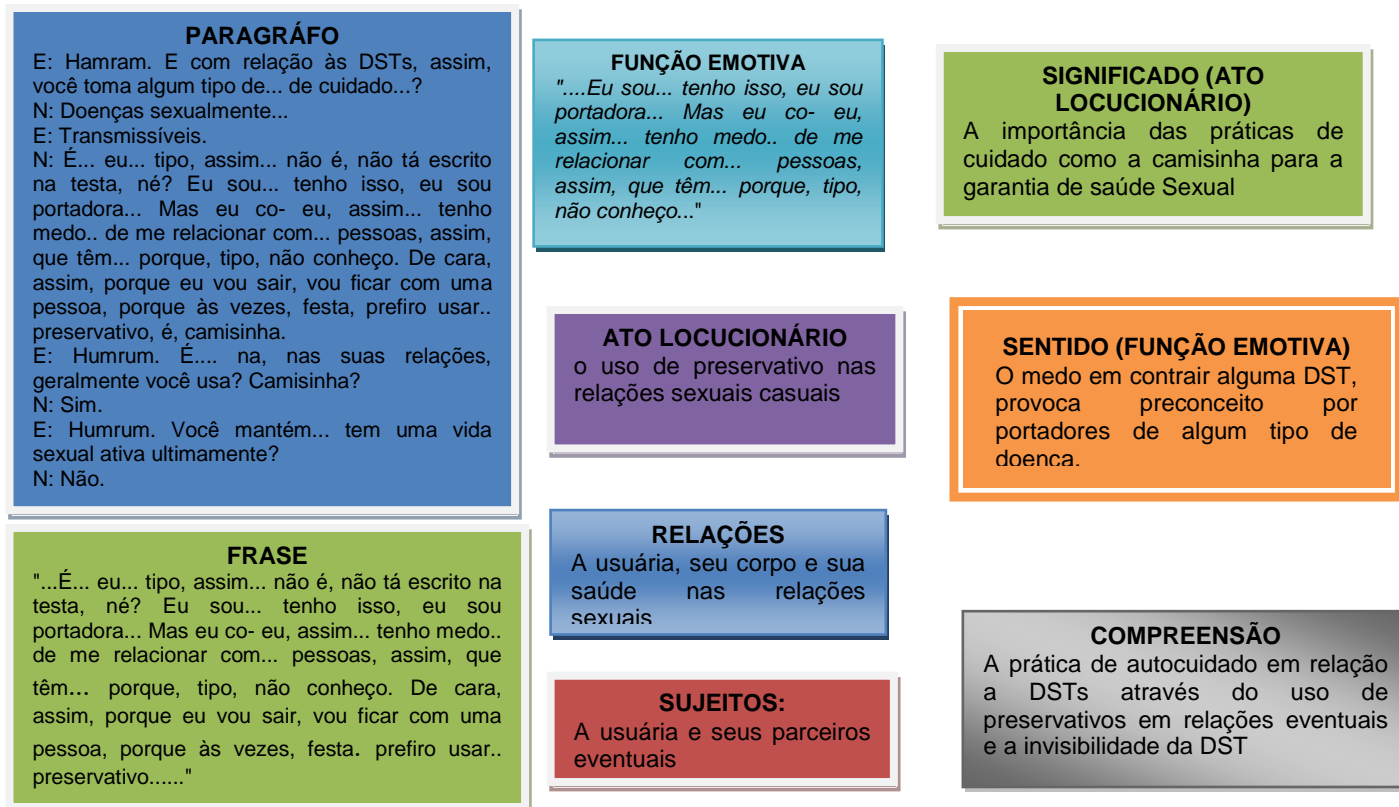 PARAGRÁFO
E: Hamram. E com relação às DSTs, assim,
você toma algum tipo de... de cuidado...?
N: Doenças sexualmente...
E: Transmissíveis.
N: É... eu... tipo, assim... não é, não tá escrito
na testa, né? Eu sou... tenho isso, eu sou
portadora... Mas eu co- eu, assim... tenho
medo.. de me relacionar com... pessoas, assim,
que têm... porque, tipo, não conheço. De cara,
assim, porque eu vou sair, vou ficar com uma
pessoa, porque às vezes, festa, prefiro usar..
preservativo, é, camisinha.
E: Humrum. É.... na, nas suas relações,
geralmente você usa? Camisinha?
N: Sim.
E: Humrum. Você mantém... tem uma vida
sexual ativa ultimamente?
N: Não.
FRASE
"...É... eu... tipo, assim... não é, não tá escrito na
testa, né? Eu sou... tenho isso, eu sou
portadora... Mas eu co- eu, assim... tenho medo..
de me relacionar com... pessoas, assim, que
têm... porque, tipo, não conheço. De cara,
assim, porque eu vou sair, vou ficar com uma
pessoa, porque às vezes, festa. prefiro usar..
preservativo......"
FUNÇÃO EMOTIVA
"....Eu sou... tenho isso, eu sou
portadora... Mas eu co- eu,
assim... tenho medo.. de me
relacionar com... pessoas,
assim, que têm... porque, tipo,
não conheço..."
ATO LOCUCIONÁRIO
o uso de preservativo nas
relações sexuais casuais
RELAÇÕES
A usuária, seu corpo e sua
saúde nas relações
sexuais
SUJEITOS:
A usuária e seus parceiros
eventuais
SIGNIFICADO (ATO
LOCUCIONÁRIO)
A importância das práticas de
cuidado como a camisinha para a
garantia de saúde Sexual
SENTIDO (FUNÇÃO EMOTIVA)
O medo em contrair alguma DST,
provoca preconceito por
portadores de algum tipo de
doença.
COMPREENSÃO
A prática de autocuidado em relação
a DSTs através do uso de
preservativos em relações eventuais
e a invisibilidade da DST